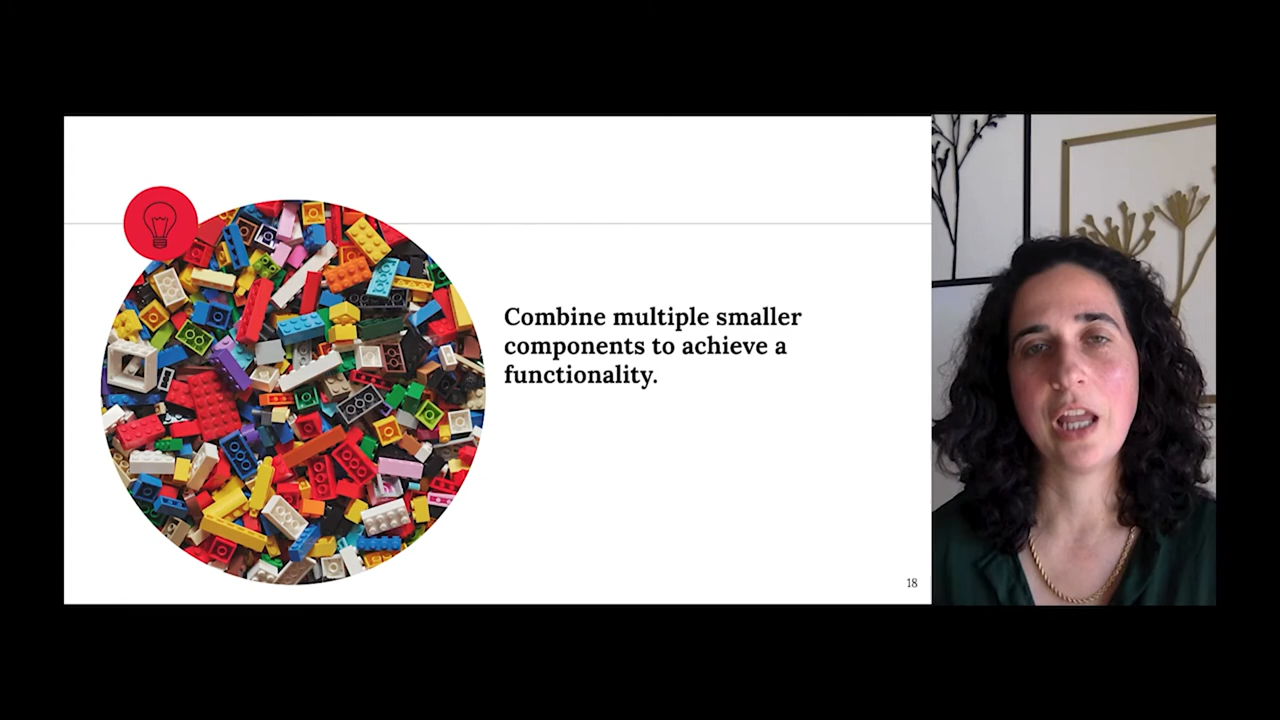 Combine multiple smaller
components to achieve a
functionality.
18